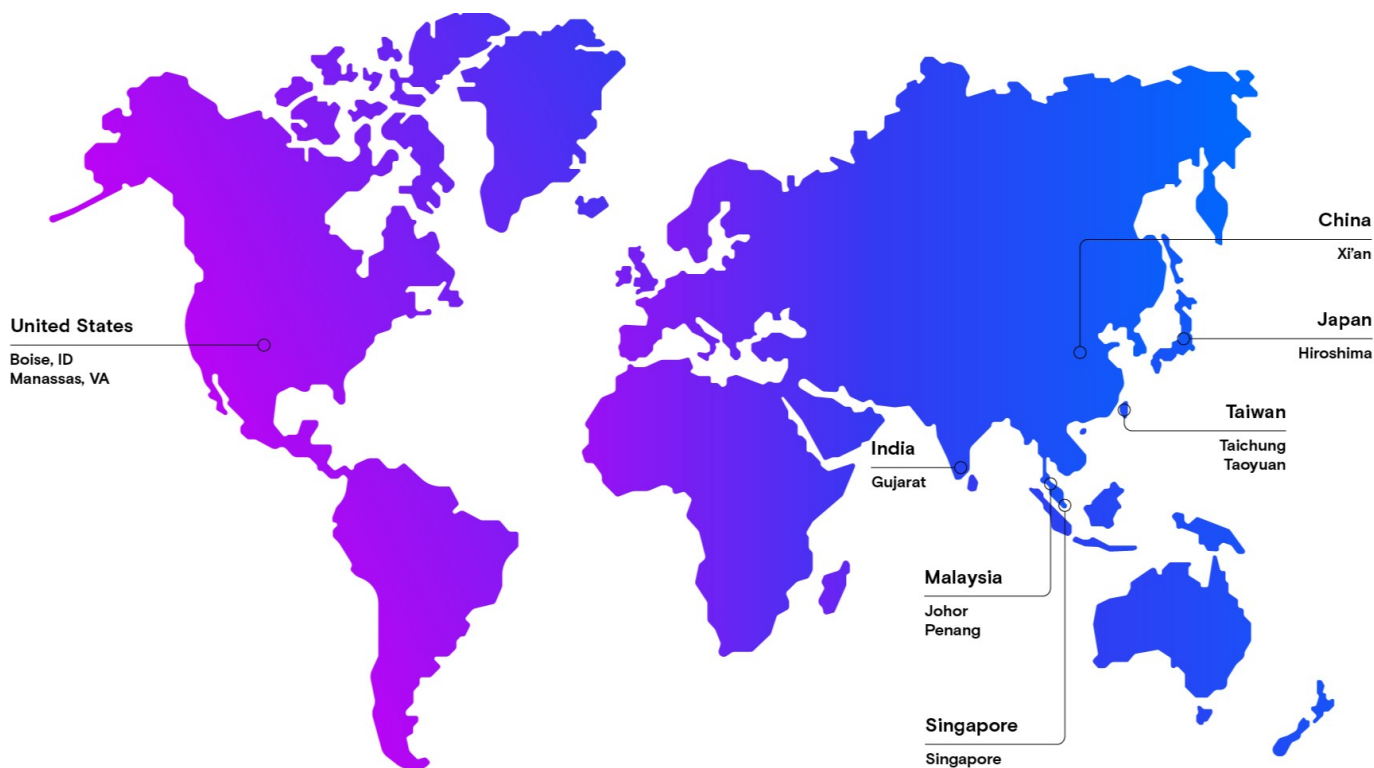 United States
Boise, ID
Manassas, VA
China
Xi’an
Japan
Hiroshima
Taiwan
Taichung
Taoyuan
India
Gujarat
Malaysia
Johor
Penang
Singapore
Singapore